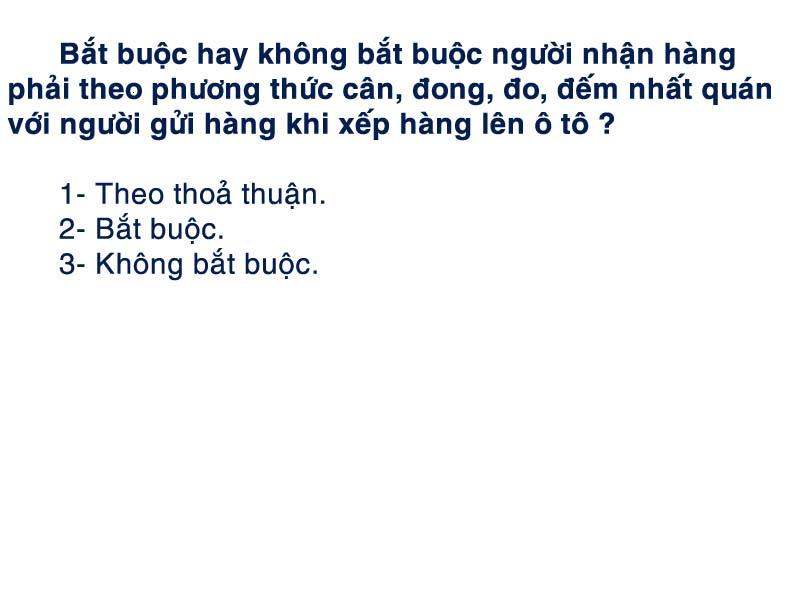 Bắt buộc hay không bắt buộc người nhận hàng
phải theo phương thức cân, đong, đo, đếm nhất quán
với người gửi hàng khi xếp hàng lên ô tô ?
1- Theo thoả thuận.
2- Bắt buộc.
3- Không bắt buộc.